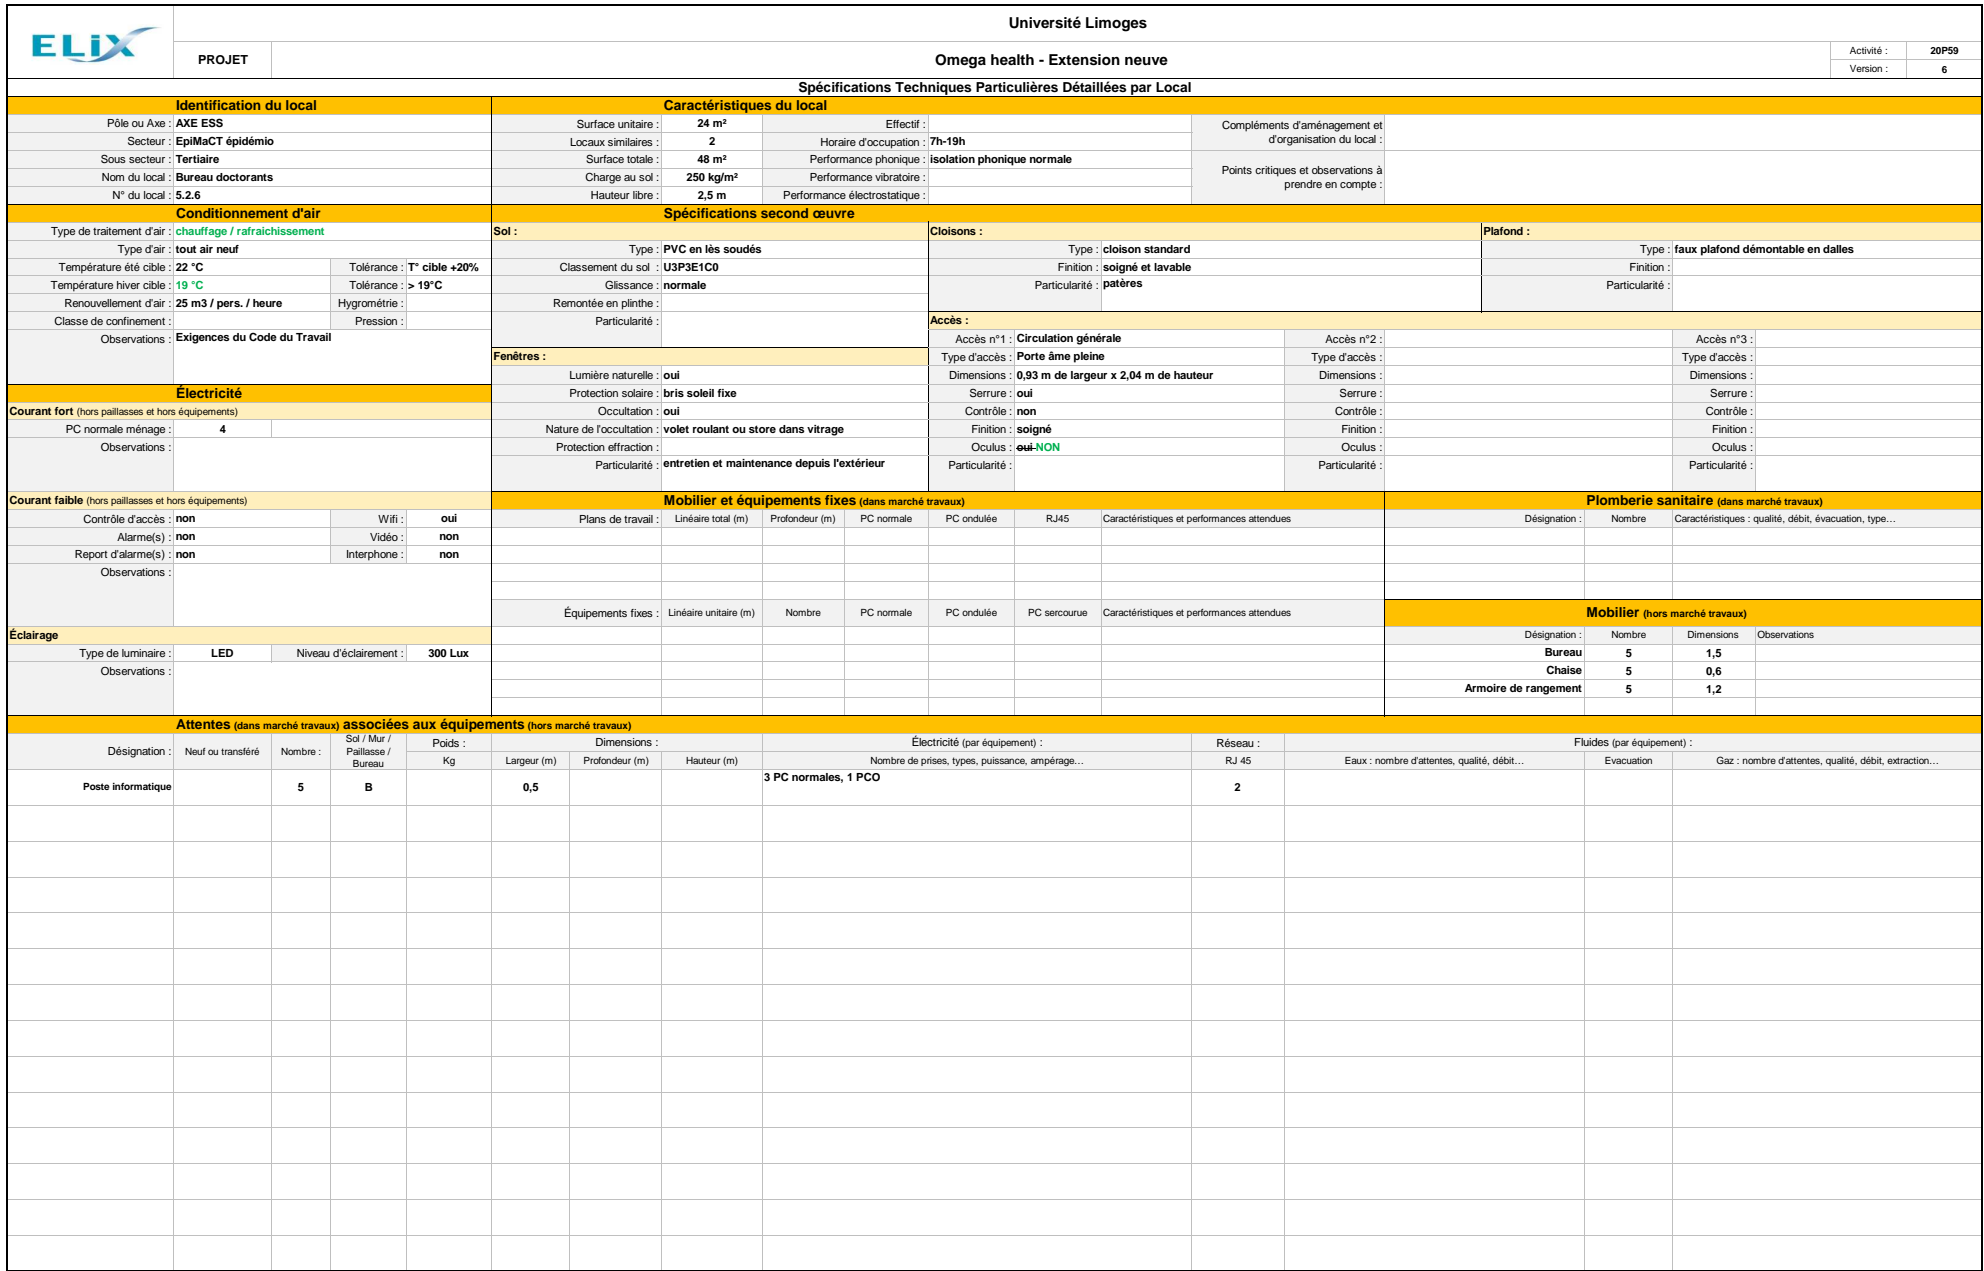 ELiX
Université Limoges
PROJET
Omega health - Extension neuve
Activité : 20P59
Version : 6
Spécifications Techniques Particulières Détaillées par Local
Identification du local
Pôle ou Axe : AXE ESS
Secteur : EpiMaCT épidémio
Sous secteur : Tertiaire
Nom du local : Bureau doctorants
N° du local : 5.2.6
Caractéristiques du local
Surface unitaire : 24 m² Effectif :
Locaux similaires : 2 Horaire d'occupation : 7h-19h
Surface totale : 48 m² Performance phonique : isolation phonique normale
Charge au sol : 250 kg/m² Performance vibratoire :
Hauteur libre : 2,5 m Performance électrostatique :
Compléments d'aménagement et
d'organisation du local :
Points critiques et observations à
prendre en compte :
Conditionnement d'air
Type de traitement d'air : chauffage / rafraichissement
Type d'air : tout air neuf
Température été cible : 22 °C Tolérance : T° cible +20%
Température hiver cible : 19 °C Tolérance : > 19°C
Renouvellement d'air : 25 m3 / pers. / heure Hygrométrie :
Classe de confinement : Pression :
Observations : Exigences du Code du Travail
Spécifications second œuvre
Sol :
Type : PVC en lès soudés
Classement du sol : U3P3E1C0
Glissance : normale
Remontée en plinthe :
Particularité :
Cloisons :
Type : cloison standard
Finition : soigné et lavable
Particularité : patères
Plafond :
Type : faux plafond démontable en dalles
Finition :
Particularité :
Fenêtres :
Lumière naturelle : oui
Protection solaire : bris soleil fixe
Occultation : oui
Nature de l'occultation : volet roulant ou store dans vitrage
Protection effraction :
Particularité : entretien et maintenance depuis l'extérieur
Accès :
Accès n°1 : Circulation générale Accès n°2 : Accès n°3 :
Type d'accès : Porte âme pleine Type d'accès : Type d'accès :
Dimensions : 0,93 m de largeur x 2,04 m de hauteur Dimensions : Dimensions :
Serrure : oui Serrure : Serrure :
Contrôle : non Contrôle : Contrôle :
Finition : soigné Finition : Finition :
Oculus : oui NON Oculus : Oculus :
Particularité : Particularité : Particularité :
Électricité
Courant fort (hors paillasses et hors équipements)
PC normale ménage : 4
Observations :
Courant faible (hors paillasses et hors équipements)
Contrôle d'accès : non Wifi : oui
Alarme(s) : non Vidéo : non
Report d'alarme(s) : non Interphone : non
Observations :
Éclairage
Type de luminaire : LED Niveau d'éclairement : 300 Lux
Observations :
Mobilier et équipements fixes (dans marché travaux)
Plans de travail : Linéaire total (m) Profondeur (m) PC normale PC ondulée RJ45 Caractéristiques et performances attendues
Équipements fixes : Linéaire unitaire (m) Nombre PC normale PC ondulée PC sercourue Caractéristiques et performances attendues
Plomberie sanitaire (dans marché travaux)
Désignation : Nombre Caractéristiques : qualité, débit, évacuation, type…
Mobilier (hors marché travaux)
Désignation : Nombre Dimensions Observations
Bureau 5 1,5
Chaise 5 0,6
Armoire de rangement 5 1,2
Attentes (dans marché travaux) associées aux équipements (hors marché travaux)
Désignation : Neuf ou transféré Nombre :
Sol / Mur /
Paillasse /
Bureau
Poids : Dimensions : Électricité (par équipement) : Réseau : Fluides (par équipement) :
Kg Largeur (m) Profondeur (m) Hauteur (m) Nombre de prises, types, puissance, ampérage… RJ 45 Eaux : nombre d'attentes, qualité, débit… Evacuation Gaz : nombre d'attentes, qualité, débit, extraction…
Poste informatique 5 B 0,5 3 PC normales, 1 PCO 2